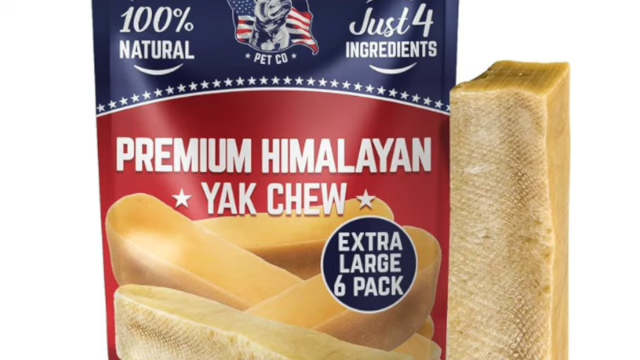 100%
NATURAL
Just 4
INGREDIENTS
PET CO
PREMIUM HIMALAYAN
YAK CHEW
EXTRA
LARGE
6 PACK